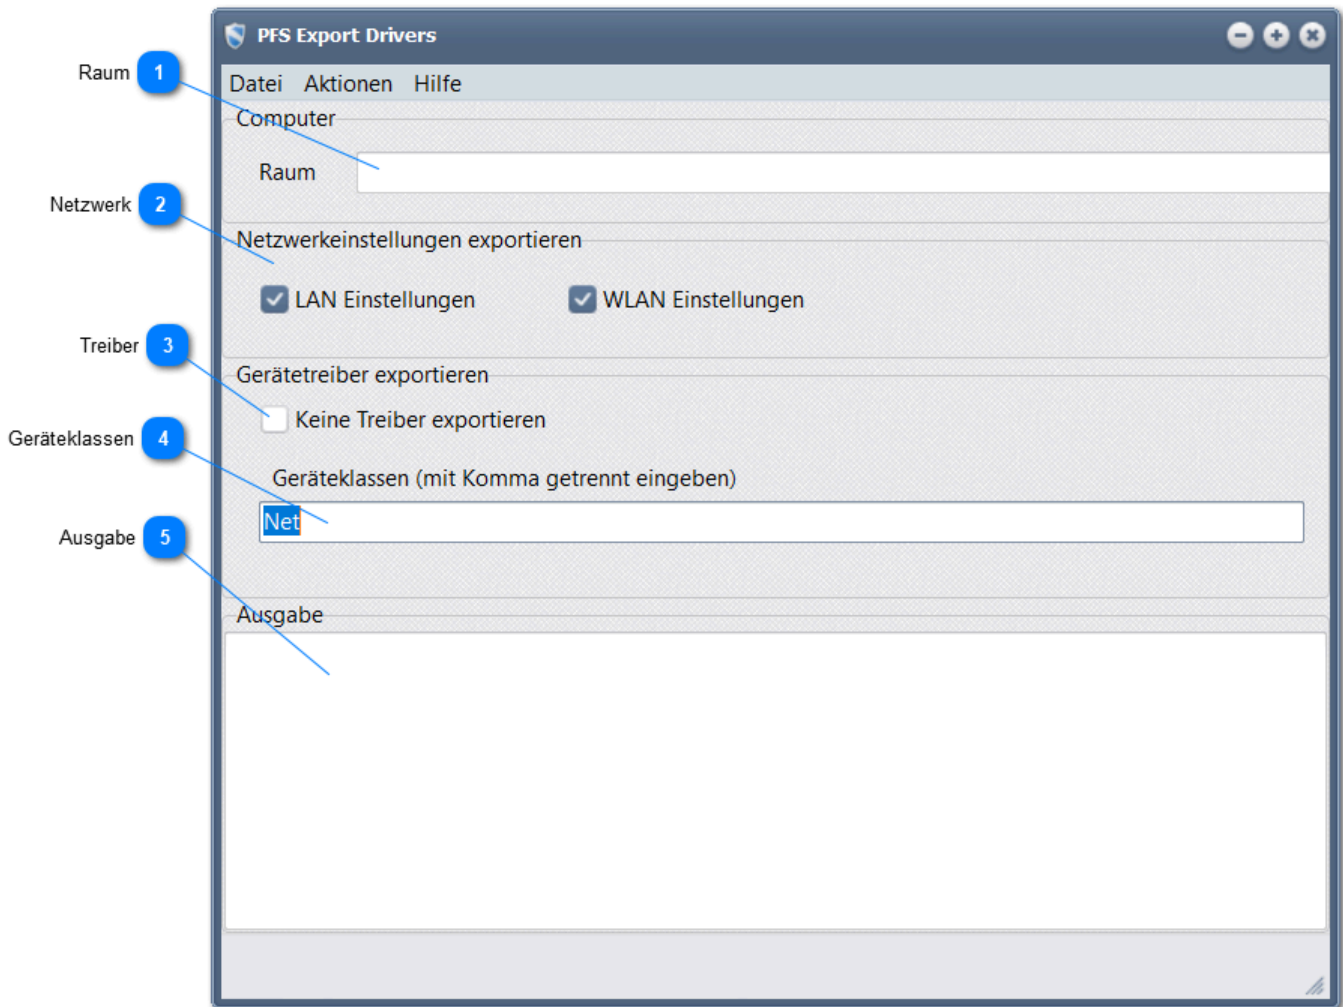 PFS Export Drivers
Raum 1
Datei Aktionen Hilfe
Computer
Raum
Netzwerk 2
Netzwerkeinstellungen exportieren
LAN Einstellungen WLAN Einstellungen
Treiber 3
Gerätetreiber exportieren
Keine Treiber exportieren
Geräteklassen 4
Geräteklassen (mit Komma getrennt eingeben)
Net
Ausgabe 5
Ausgabe